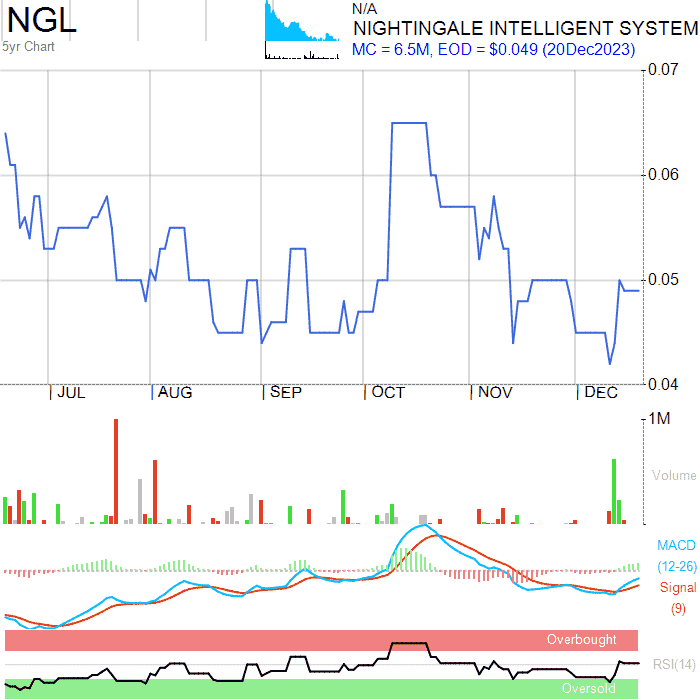 NGL
5yr Chart
N/A
NIGHTINGALE INTELLIGENT SYSTEM
MC = 6.5M, EOD = $0.049 (20Dec2023)
0.07
0.06
0.05
0.04
JUL AUG SEP OCT NOV DEC
1M
Volume
MACD
(12-26)
Signal
(9)
Overbought
RSI(14)
Oversold